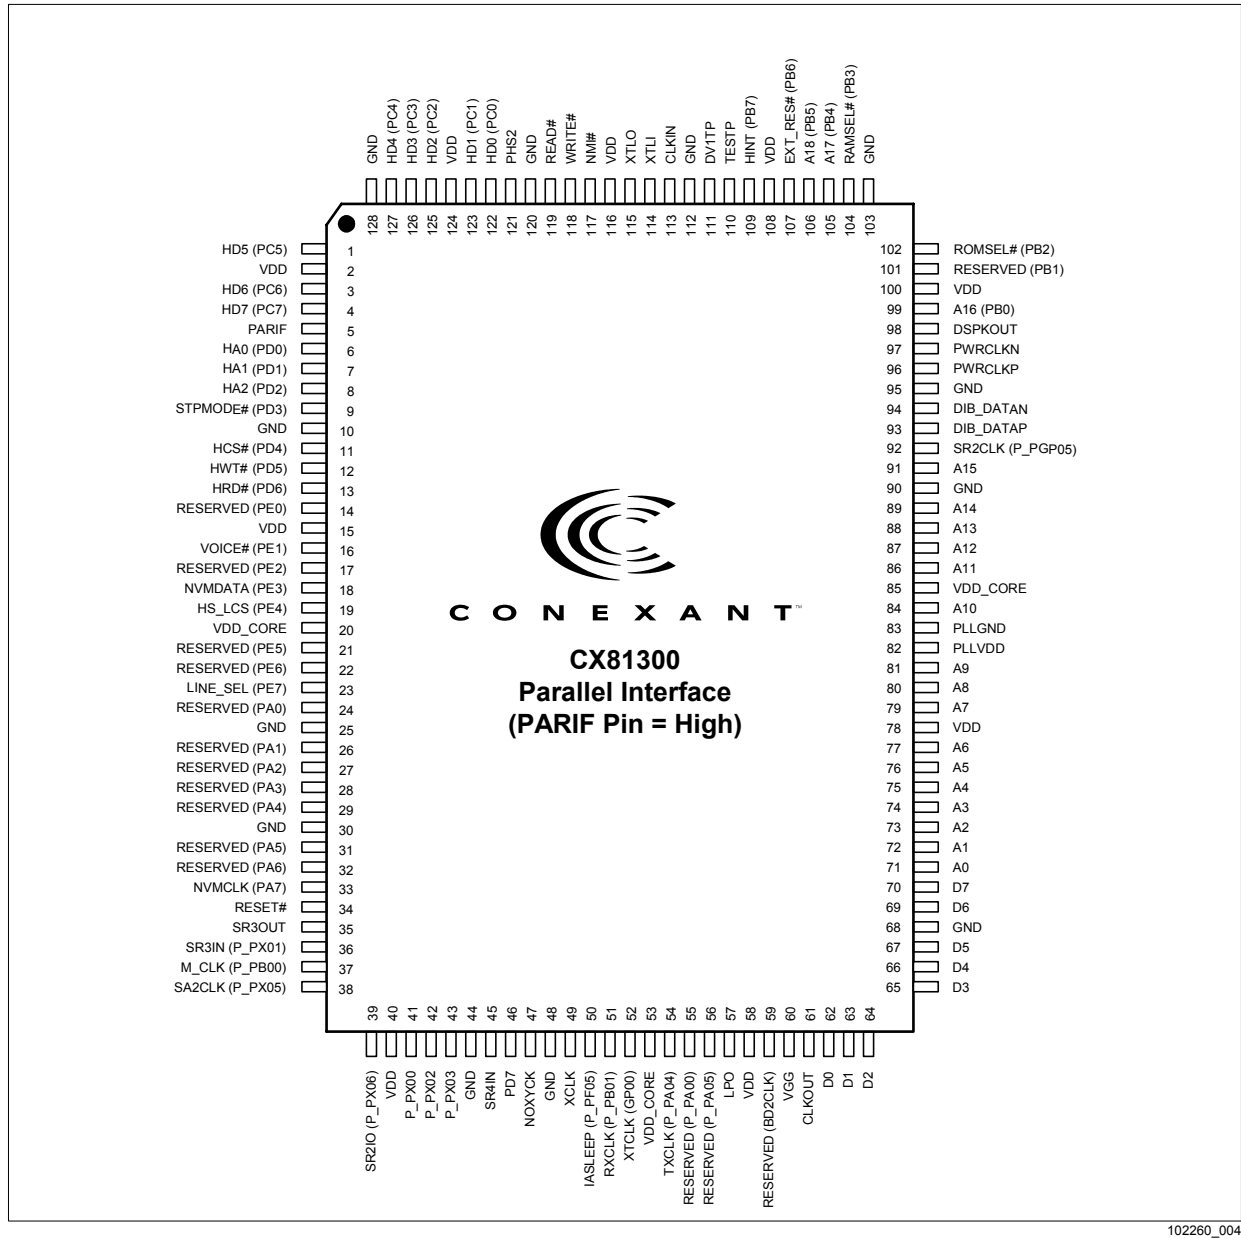 GND
HD4 (PC4)
HD3 (PC3)
HD2 (PC2)
VDD
HD1 (PC1)
HD0 (PC0)
PHS2
GND
READ#
WRITE#
NMI#
VDD
XTLO
XTLI
CLKIN
GND
DV1TP
TESTP
HINT (PB7)
VDD
EXT_RES# (PB6)
A18 (PB5)
A17 (PB4)
RAMSEL# (PB3)
GND
128
127
126
125
124
123
122
121
120
119
118
117
116
115
114
113
112
111
110
109
108
107
106
105
104
103
HD5 (PC5) 1
VDD 2
HD6 (PC6) 3
HD7 (PC7) 4
PARIF 5
HA0 (PD0) 6
HA1 (PD1) 7
HA2 (PD2) 8
STPMODE# (PD3) 9
GND 10
HCS# (PD4) 11
HWT# (PD5) 12
HRD# (PD6) 13
RESERVED (PE0) 14
VDD 15
VOICE# (PE1) 16
RESERVED (PE2) 17
NVMDATA (PE3) 18
HS_LCS (PE4) 19
VDD_CORE 20
RESERVED (PE5) 21
RESERVED (PE6) 22
LINE_SEL (PE7) 23
RESERVED (PA0) 24
GND 25
RESERVED (PA1) 26
RESERVED (PA2) 27
RESERVED (PA3) 28
RESERVED (PA4) 29
GND 30
RESERVED (PA5) 31
RESERVED (PA6) 32
NVMCLK (PA7) 33
RESET# 34
SR3OUT 35
SR3IN (P_PX01) 36
M_CLK (P_PB00) 37
SA2CLK (P_PX05) 38
CONEXANT™
CX81300
Parallel Interface
(PARIF Pin = High)
102 ROMSEL# (PB2)
101 RESERVED (PB1)
100 VDD
99 A16 (PB0)
98 DSPKOUT
97 PWRCLKN
96 PWRCLKP
95 GND
94 DIB_DATAN
93 DIB_DATAP
92 SR2CLK (P_PGP05)
91 A15
90 GND
89 A14
88 A13
87 A12
86 A11
85 VDD_CORE
84 A10
83 PLLGND
82 PLLVDD
81 A9
80 A8
79 A7
78 VDD
77 A6
76 A5
75 A4
74 A3
73 A2
72 A1
71 A0
70 D7
69 D6
68 GND
67 D5
66 D4
65 D3
39
40
41
42
43
44
45
46
47
48
49
50
51
52
53
54
55
56
57
58
59
60
61
62
63
64
SR2IO (P_PX06)
VDD
P_PX00
P_PX02
P_PX03
GND
SR4IN
PD7
NOXYCK
GND
XCLK
IASLEEP (P_PF05)
RXCLK (P_PB01)
XTCLK (GP00)
VDD_CORE
TXCLK (P_PA04)
RESERVED (P_PA00)
RESERVED (P_PA05)
LPO
VDD
RESERVED (BD2CLK)
VGG
CLKOUT
D0
D1
D2
102260_004